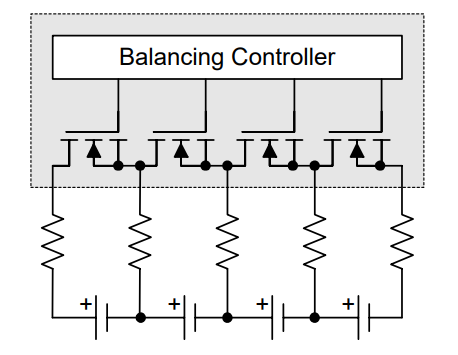 Balancing Controller
+ + + +